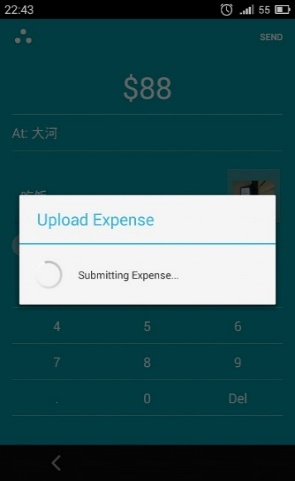 22:43
55
SEND
$88
At: 大河
吃饭
Upload Expense
Submitting Expense...
4 5 6
7 8 9
. 0 Del